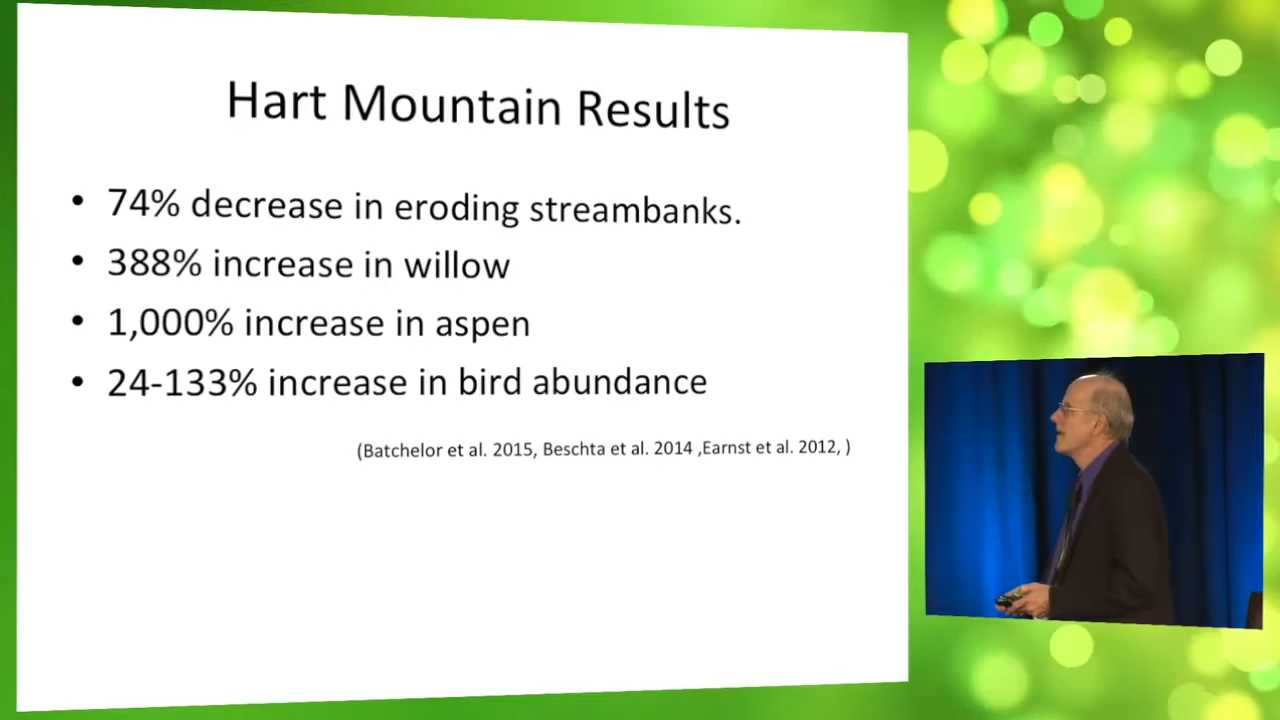 Hart Mountain Results
• 74% decrease in eroding streambanks.
• 388% increase in willow
• 1,000% increase in aspen
• 24-133% increase in bird abundance
(Batchelor et al. 2015, Beschta et al. 2014 ,Earnst et al. 2012, )